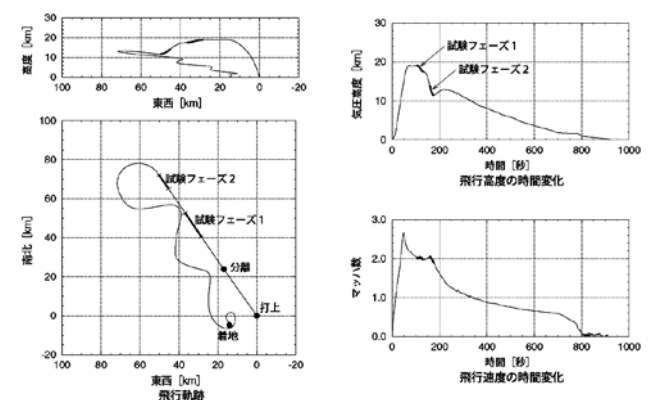 30
20
10
0
高度 [km]
100 80 60 40 20 0 -20
東西 [km]
100
80
60
40
20
0
-20
南北 [km]
試験フェーズ2
試験フェーズ1
分離
打上
着地
100 80 60 40 20 0 -20
東西 [km]
飛行軌跡
30
20
10
0
気圧高度 [km]
試験フェーズ1
試験フェーズ2
0 200 400 600 800 1000
時間 [秒]
飛行高度の時間変化
3.0
2.0
1.0
0.0
マッハ数
0 200 400 600 800 1000
時間 [秒]
飛行速度の時間変化